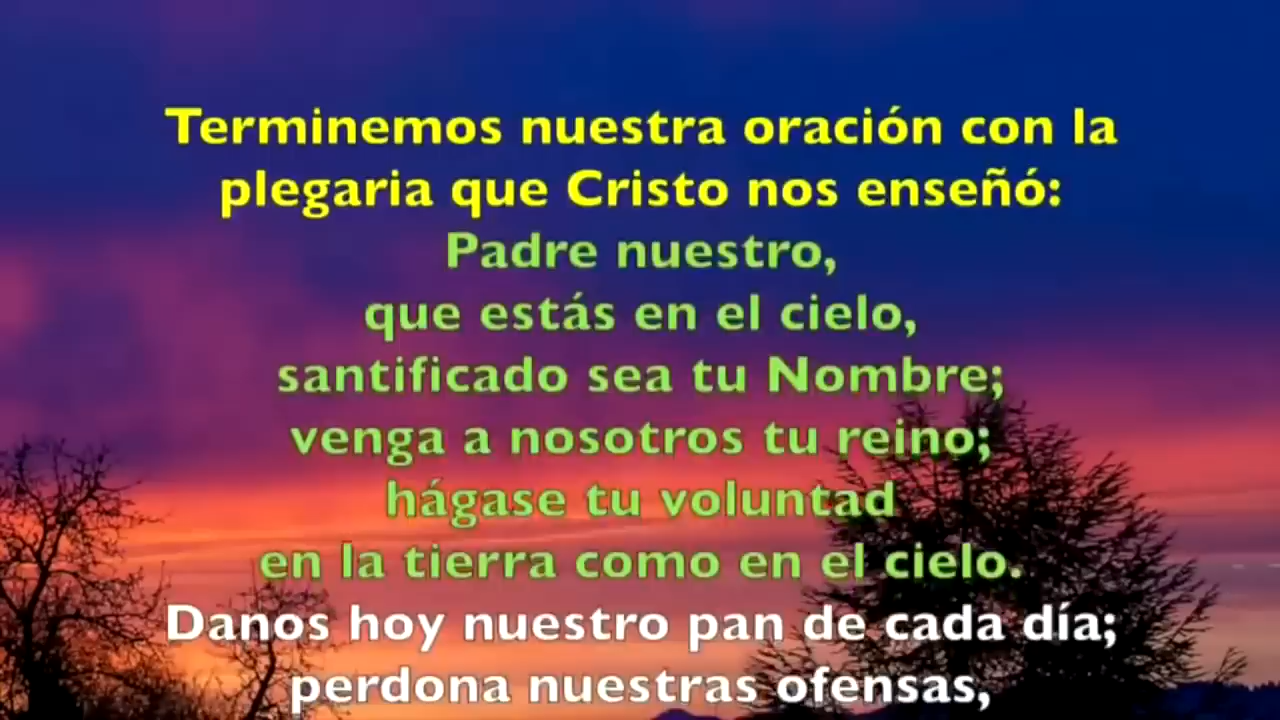 Terminemos nuestra oración con la
plegaria que Cristo nos enseñó:
Padre nuestro,
que estás en el cielo,
santificado sea tu Nombre;
venga a nosotros tu reino;
hágase tu voluntad
en la tierra como en el cielo.
Danos hoy nuestro pan de cada día;
perdona nuestras ofensas,